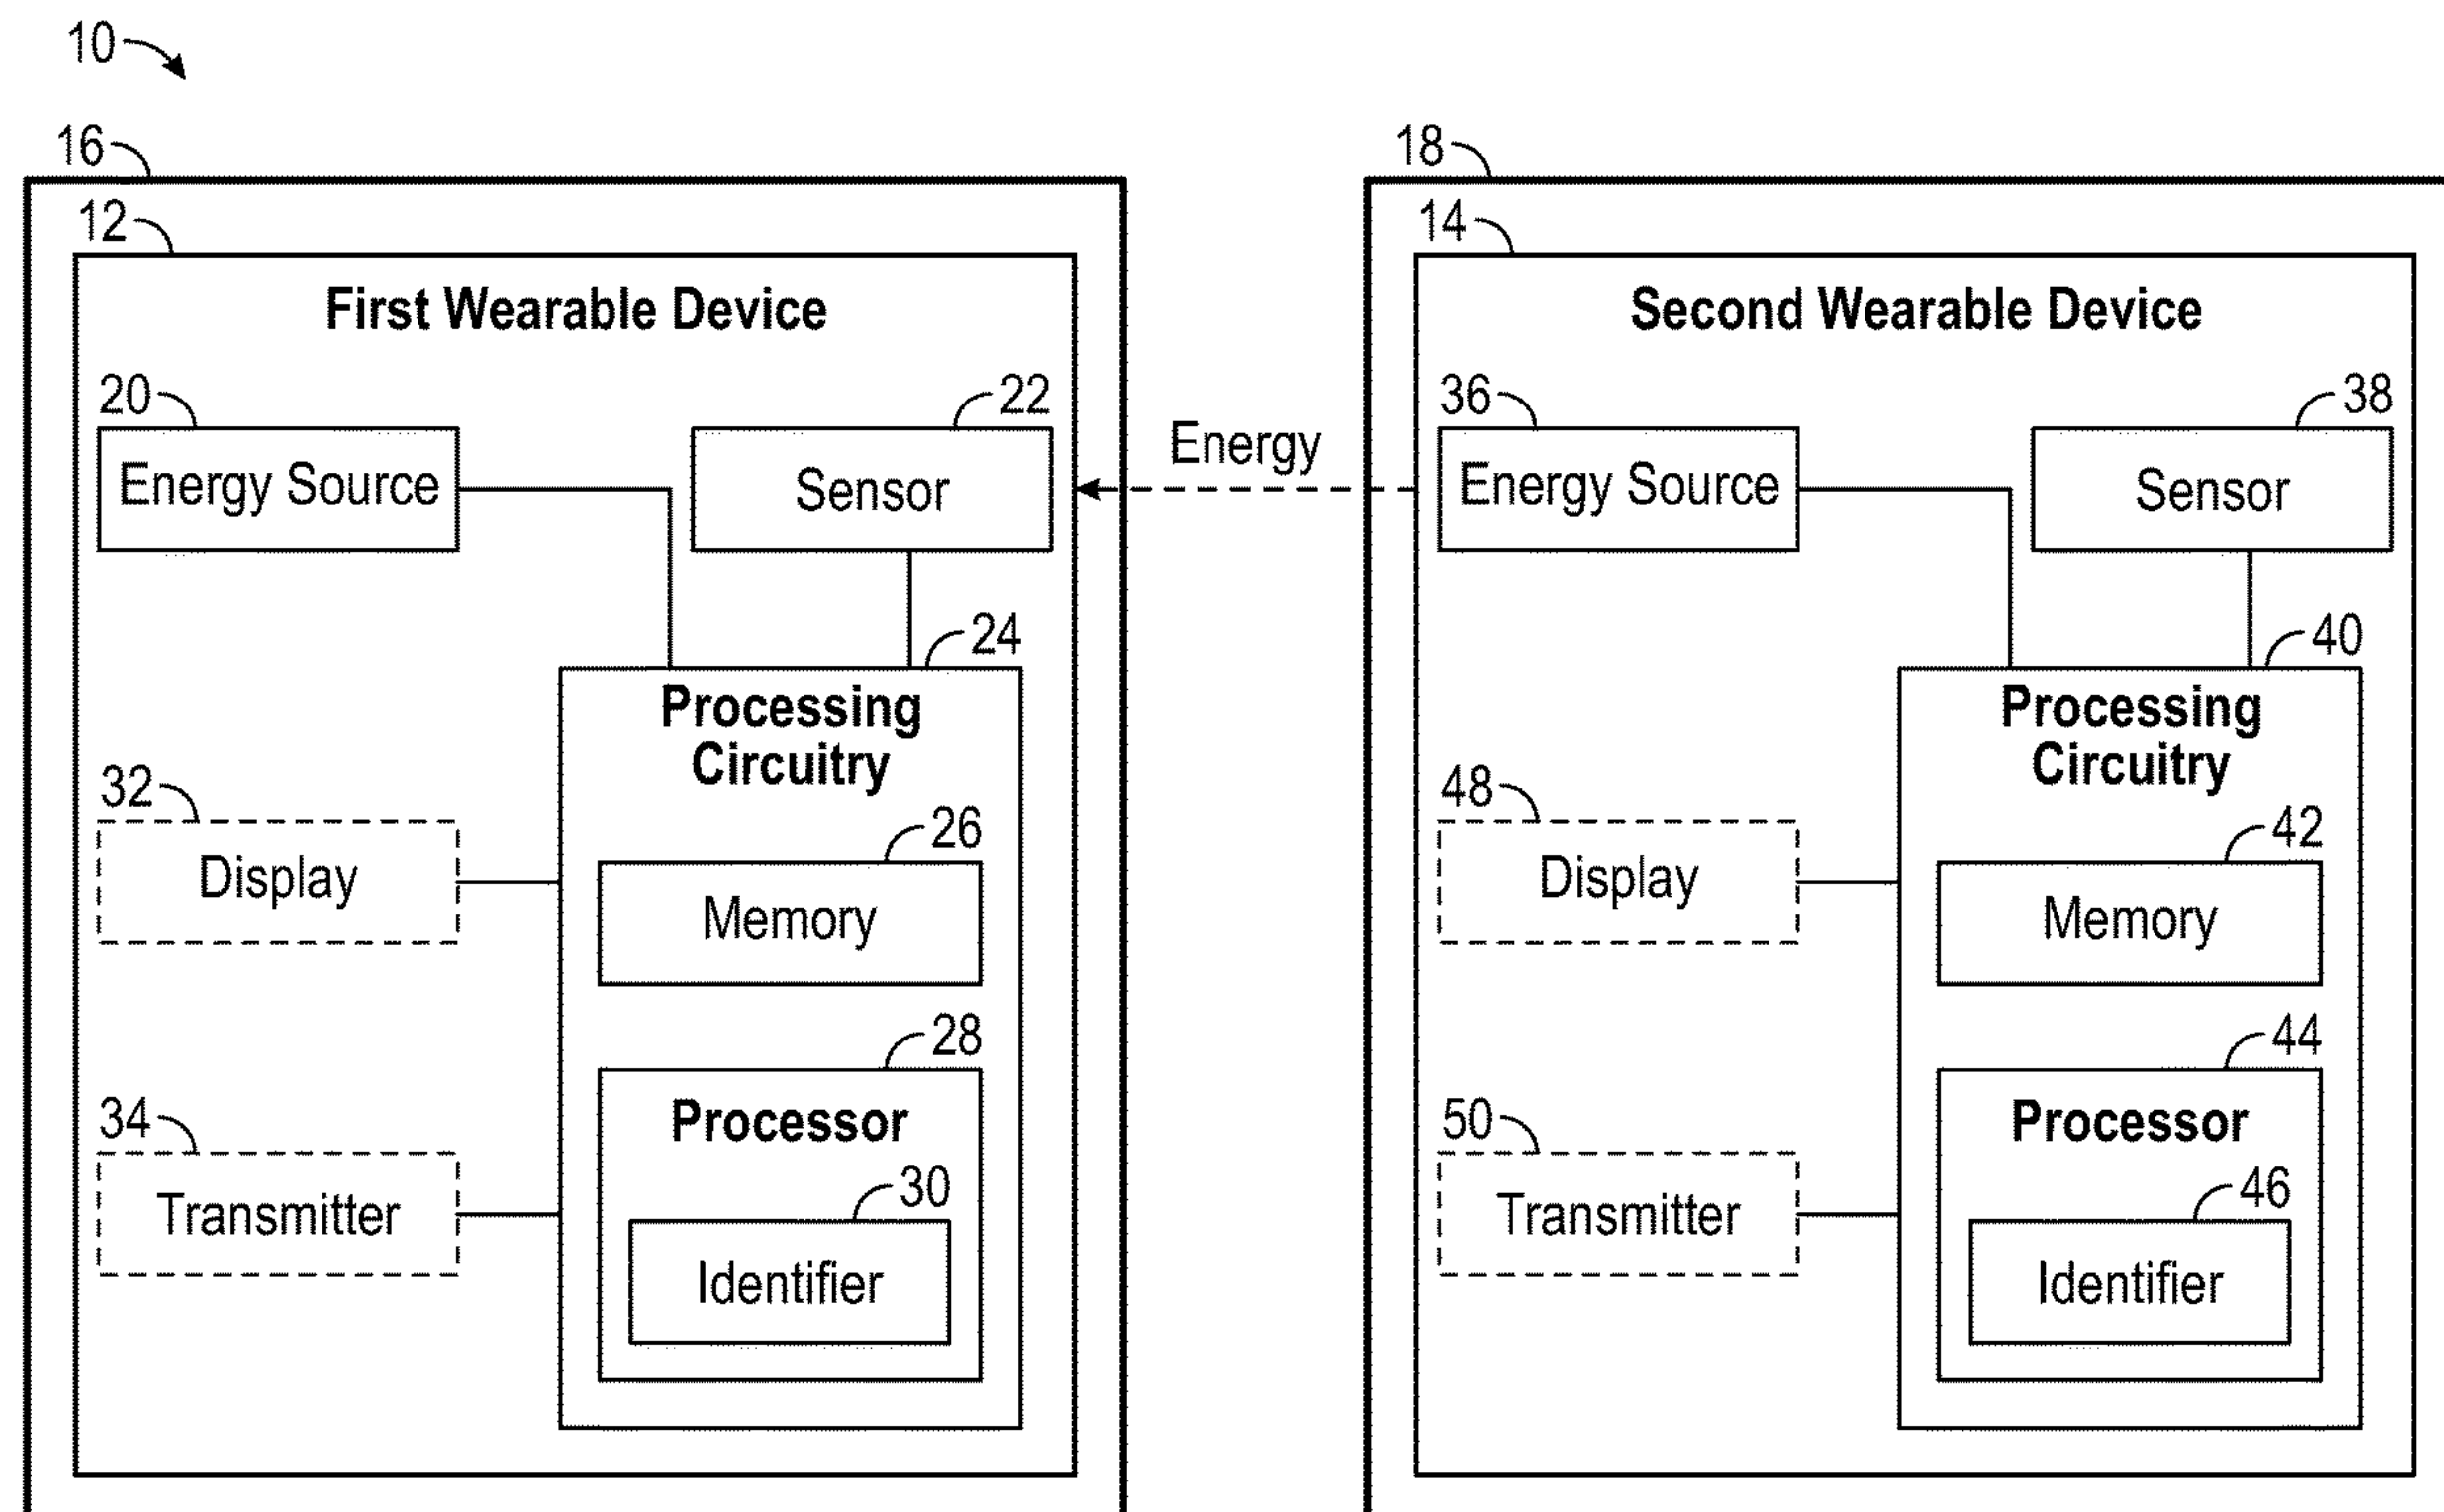 10
16
18
12
14
First Wearable Device
Second Wearable Device
20
22
36
38
Energy
Energy Source
Sensor
Energy Source
Sensor
24
40
Processing
Circuitry
Processing
Circuitry
32
48
26
42
Display
Memory
Display
Memory
28
44
34
50
Processor
Processor
30
46
Transmitter
Transmitter
Identifier
Identifier